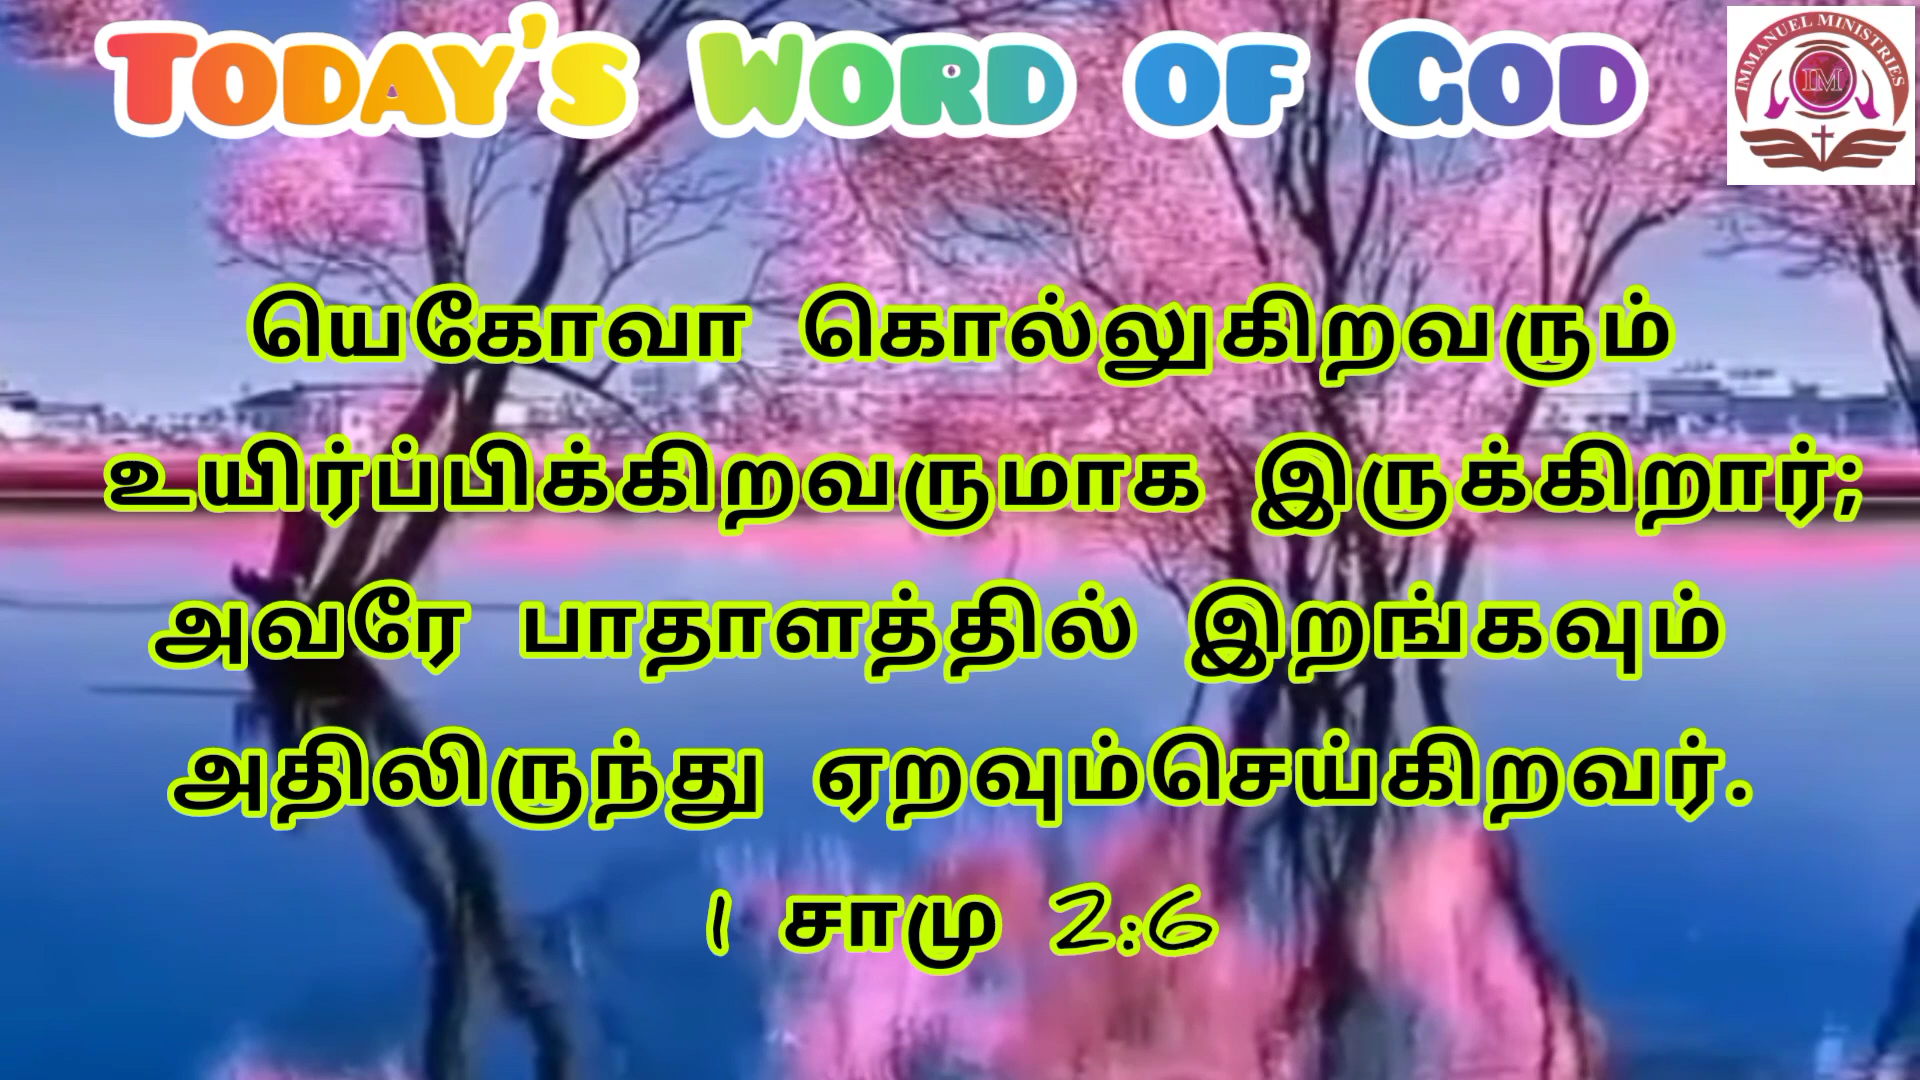 Today's Word of God
IMMANUEL MINISTRIES
IM
யெகோவா கொல்லுகிறவரும்
உயிர்ப்பிக்கிறவருமாக இருக்கிறார்;
அவரே பாதாளத்தில் இறங்கவும்
அதிலிருந்து ஏறவும்செய்கிறவர்.
1 சாமு 2:6